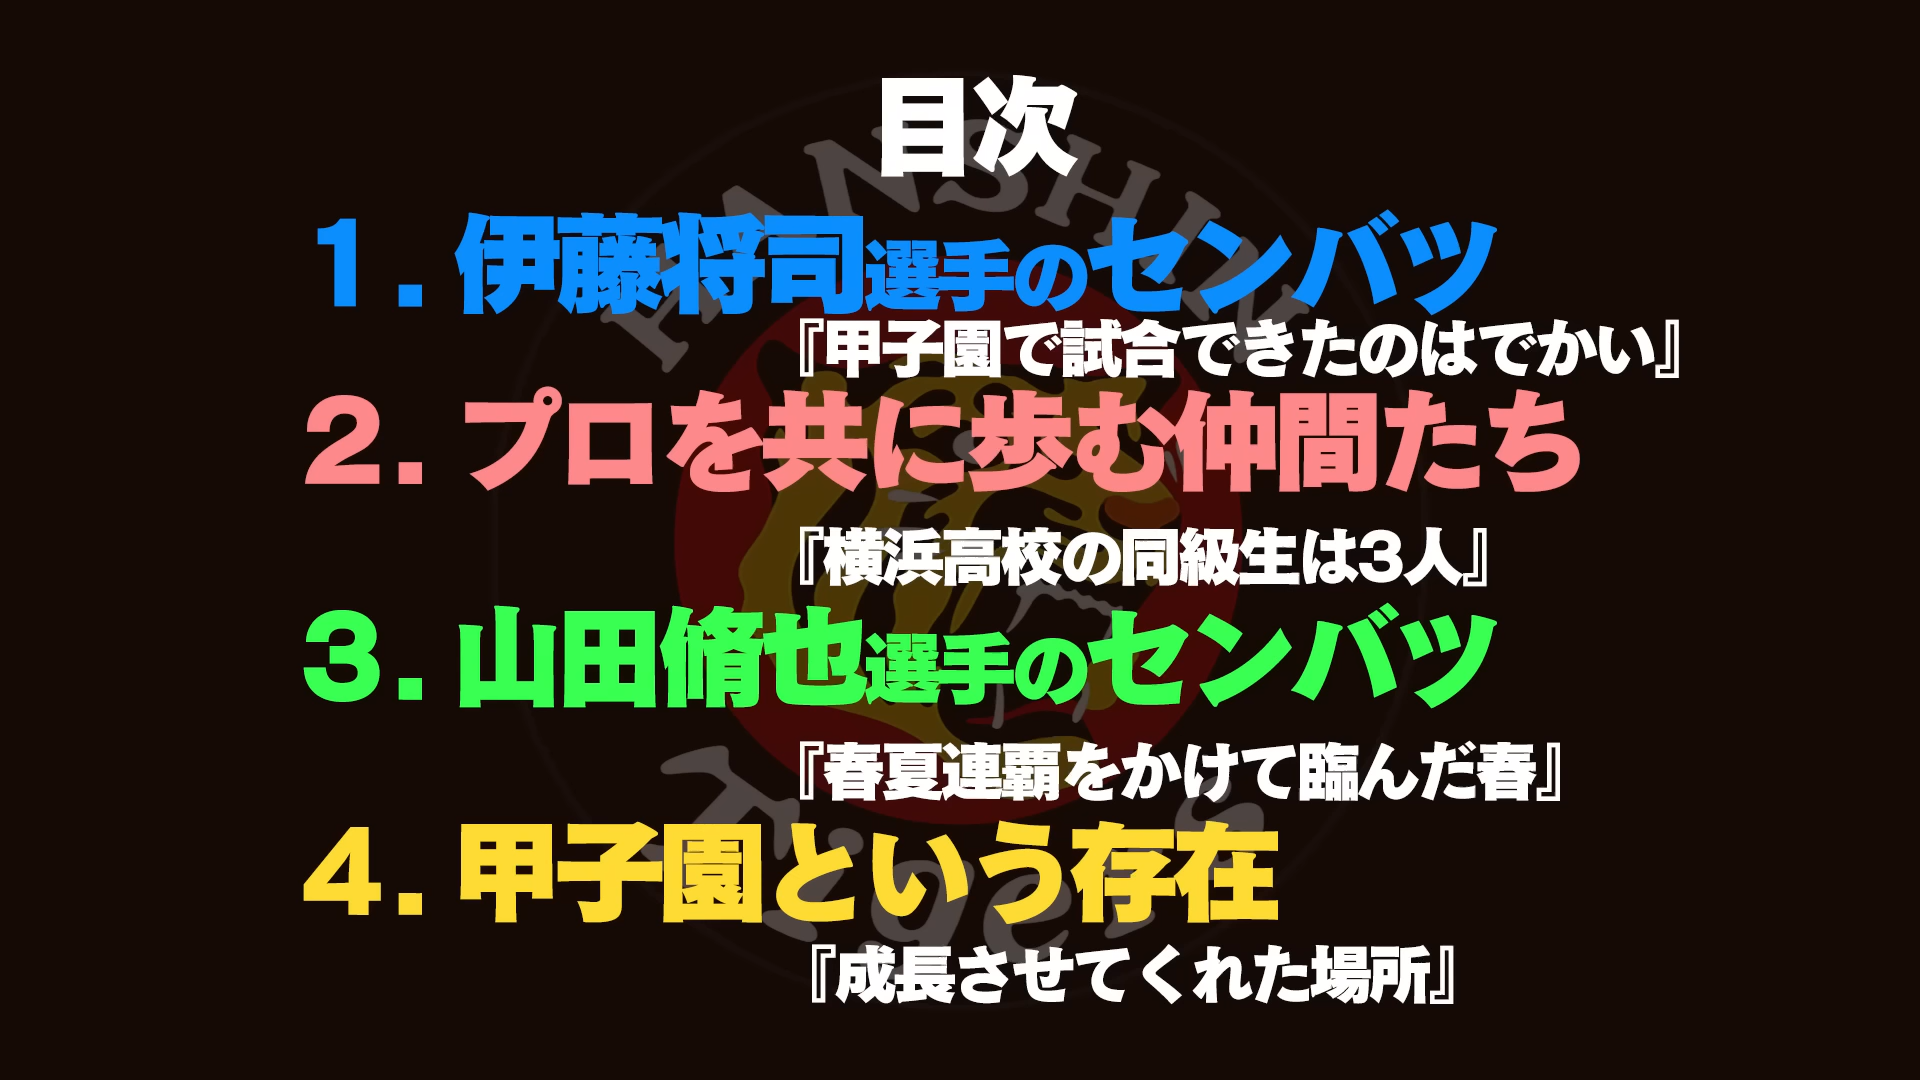 目次
HANSHIN
1. 伊藤将司選手のセンバツ
『甲子園で試合できたのはでかい』
2. プロを共に歩む仲間たち
『横浜高校の同級生は3人』
3. 山田脩也選手のセンバツ
『春夏連覇をかけて臨んだ春』
4. 甲子園という存在
『成長させてくれた場所』
Tigers